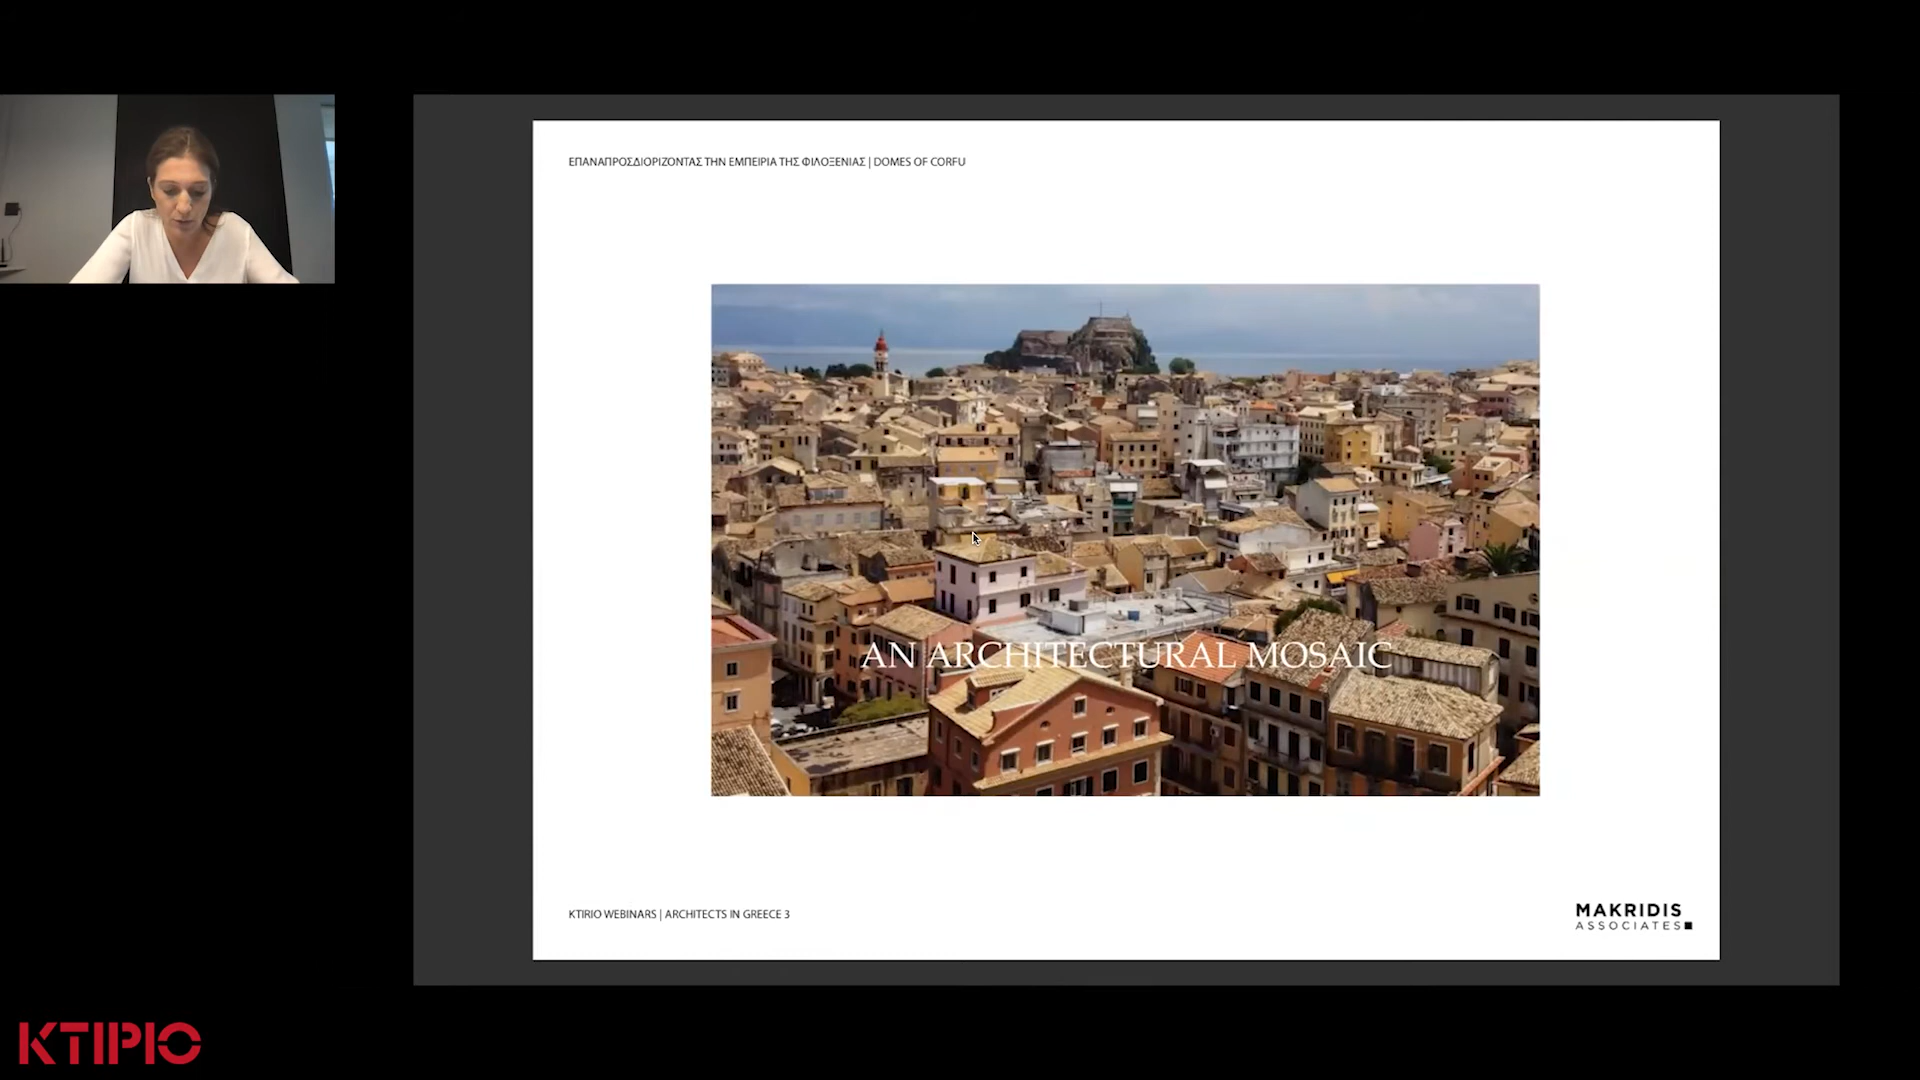 ΕΠΑΝΑΠΡΟΣΔΙΟΡΙΖΟΝΤΑΣ ΤΗΝ ΕΜΠΕΙΡΙΑ ΤΗΣ ΦΙΛΟΞΕΝΙΑΣ | DOMES OF CORFU
AN ARCHITECTURAL MOSAIC
KTIRIO WEBINARS | ARCHITECTS IN GREECE 3
MAKRIDIS
ASSOCIATES
ΚΤΙΡΙΟ